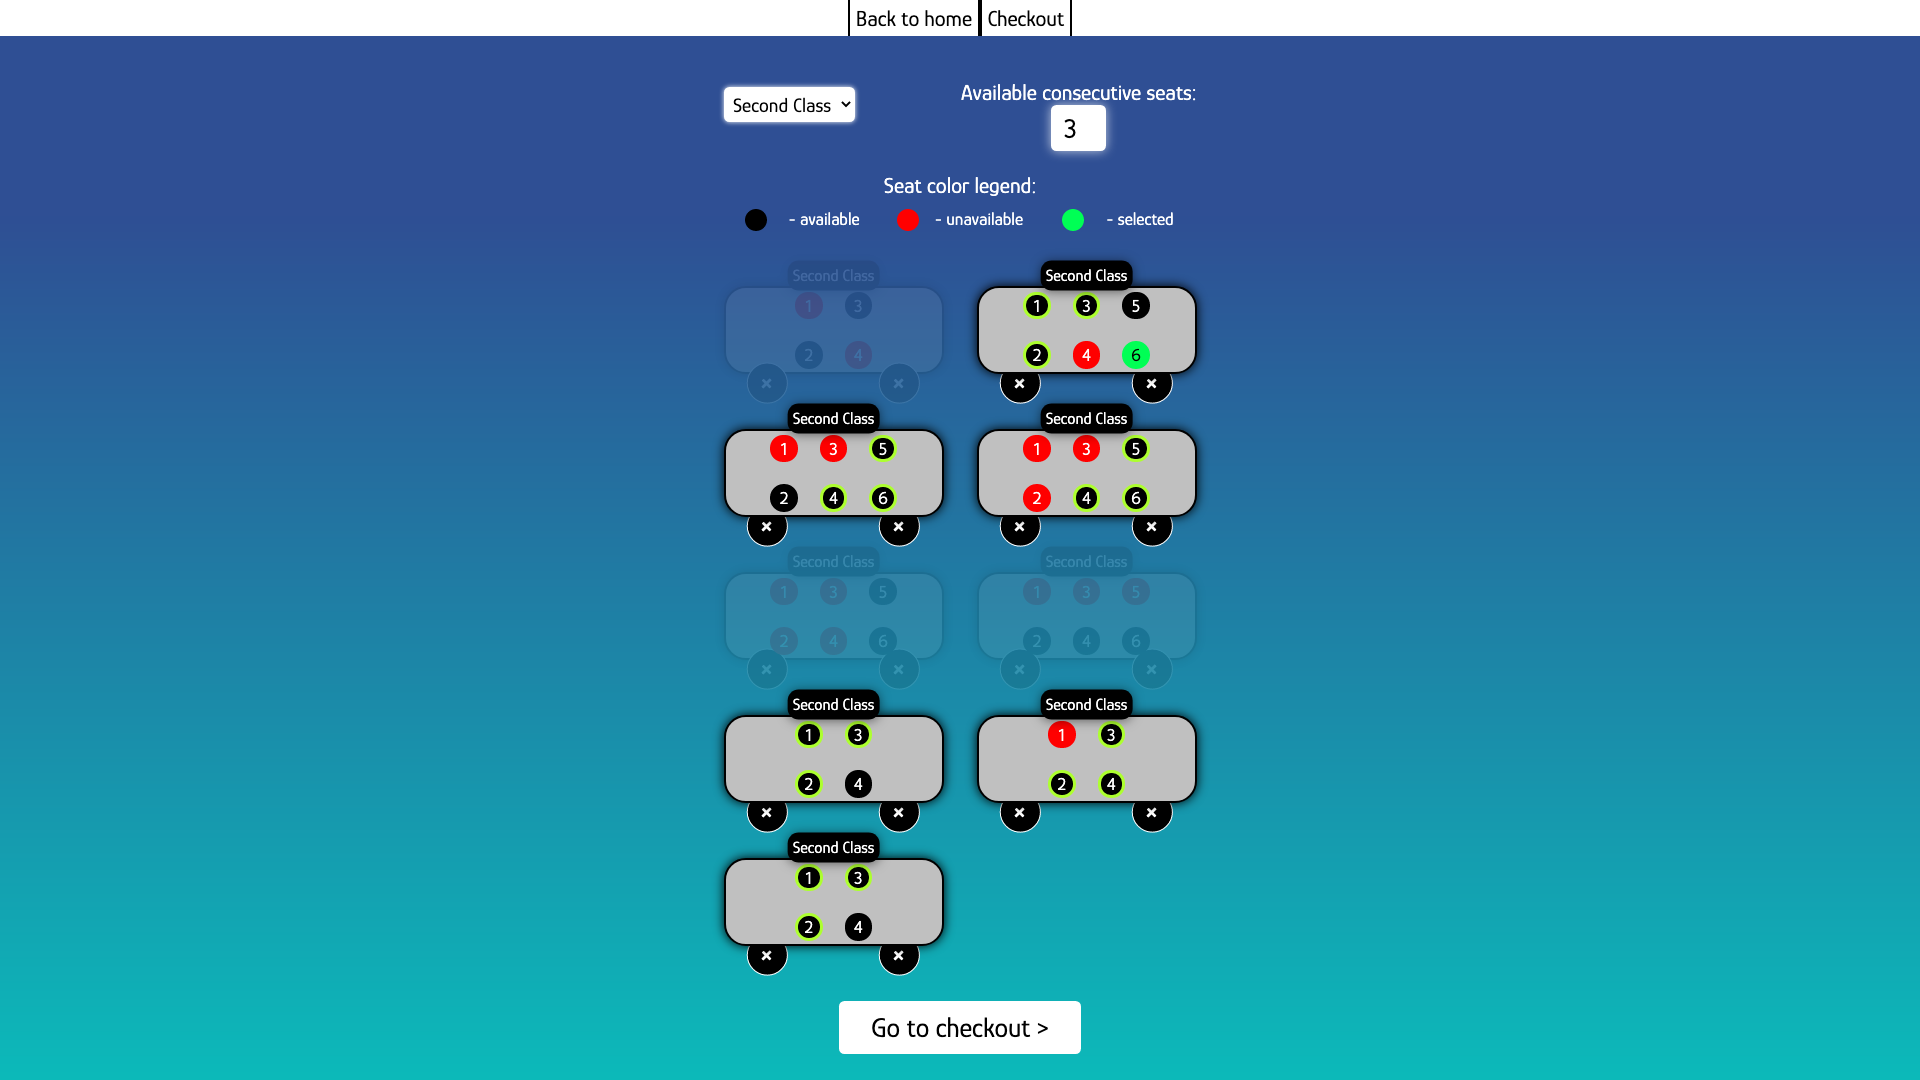 Back to home Checkout
Second Class
Available consecutive seats:
3
Seat color legend:
- available - unavailable - selected
Second Class Second Class
1 3 1 3 5
2 4 2 4 6
Second Class Second Class
1 3 5 1 3 5
2 4 6 2 4 6
Second Class Second Class
1 3 5 1 3 5
2 4 6 2 4 6
Second Class Second Class
1 3 1 3
2 4 2 4
Second Class
1 3
2 4
Go to checkout >